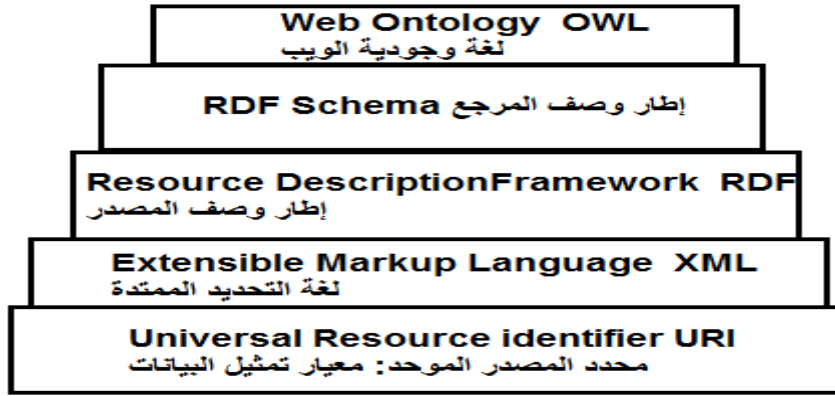 Web Ontology OWL
لغة وجودية الويب
RDF Schema إطار وصف المرجع
Resource DescriptionFramework RDF
إطار وصف المصدر
Extensible Markup Language XML
لغة التحديد الممتدة
Universal Resource identifier URI
محدد المصدر الموحد: معيار تمثيل البيانات